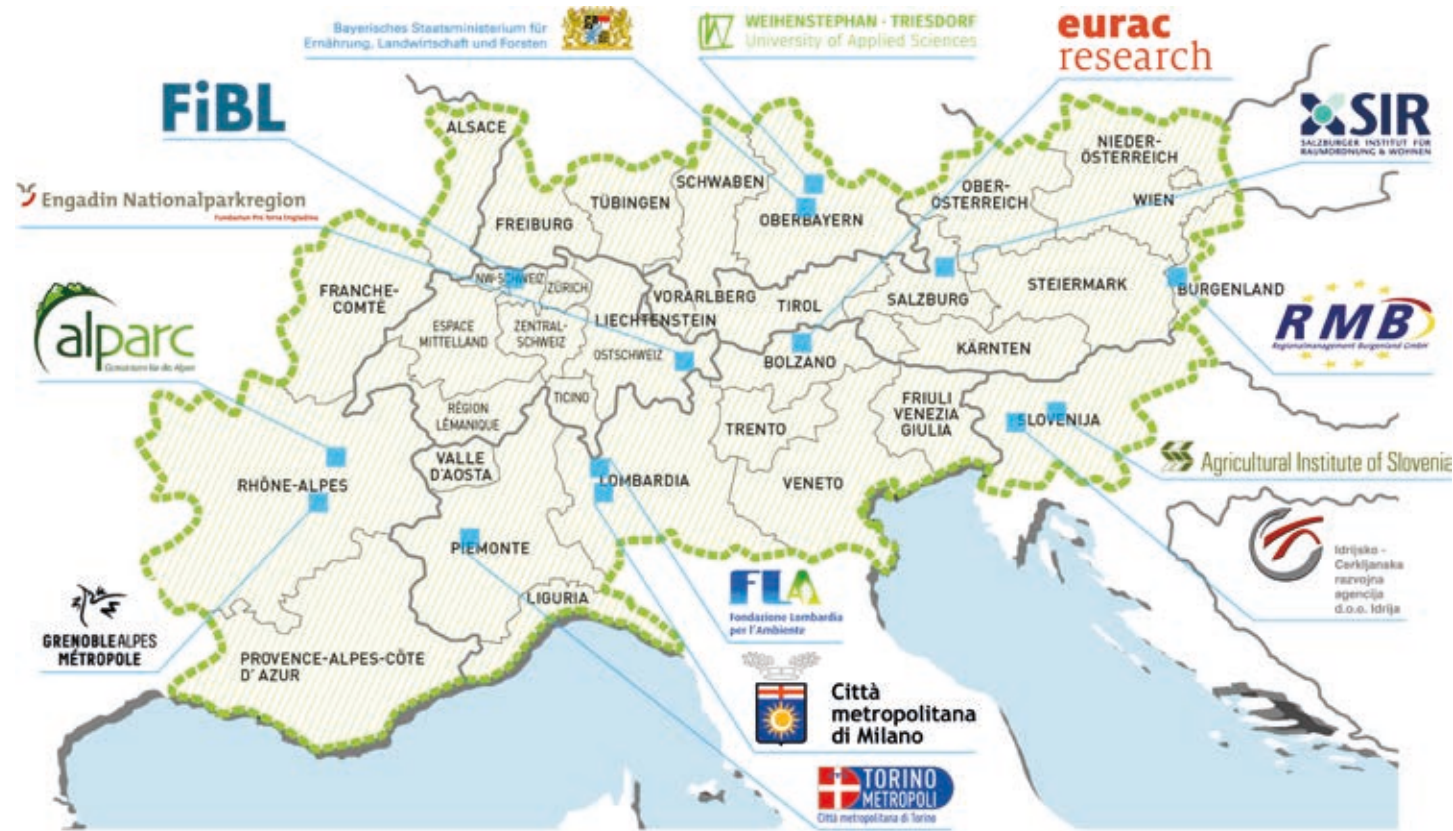 Bayerisches Staatsministerium für
Ernährung, Landwirtschaft und Forsten
WEIHENSTEPHAN - TRIESDORF
University of Applied Sciences
eurac
research
FiBL
SIR
SALZBURGER INSTITUT FÜR
RAUMORDNUNG & WOHNEN
Engadin Nationalparkregion
Fundaziun Pro Terra Engiadina
ALSACE
NIEDER-
ÖSTERREICH
SCHWABEN
OBER-
ÖSTERREICH
TÜBINGEN
WIEN
FREIBURG
OBERBAYERN
NW-SCHWEIZ
ZÜRICH
FRANCHE-
COMTÉ
VORARLBERG
TIROL
SALZBURG
STEIERMARK
BURGENLAND
LIECHTENSTEIN
ESPACE
MITTELLAND
ZENTRAL-
SCHWEIZ
OSTSCHWEIZ
BOLZANO
KÄRNTEN
alparc
RMB
Regionalmanagement Burgenland GmbH
TICINO
RÉGION
LÉMANIQUE
FRIULI
VENEZIA
GIULIA
SLOVENIJA
TRENTO
VALLE
D'AOSTA
RHÔNE-ALPES
LOMBARDIA
VENETO
Agricultural Institute of Slovenia
PIEMONTE
Idrijsko -
Cerkljanska
razvojna
agencija
d.o.o. Idrija
LIGURIA
FLA
Fondazione Lombardia
per l'Ambiente
GRENOBLEALPES
MÉTROPOLE
PROVENCE-ALPES-CÔTE
D' AZUR
Città
metropolitana
di Milano
TORINO
METROPOLI
Città metropolitana di Torino